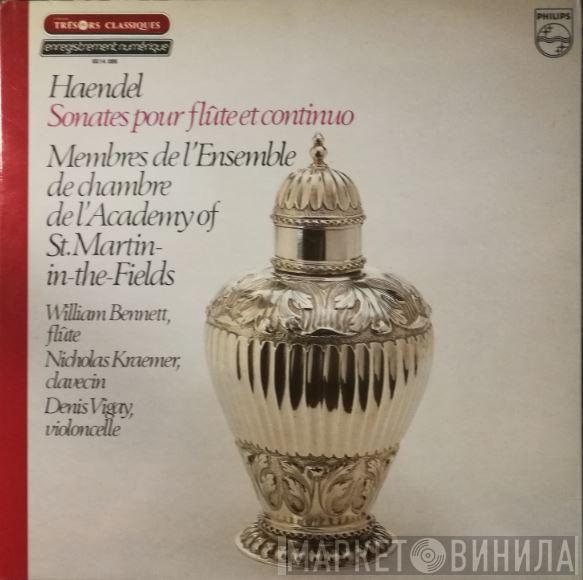 TRÉSORS CLASSIQUES
enregistrement numérique
PHILIPS
Haendel
Sonates pour flûte et continuo
Membres de l'Ensemble
de chambre
de l'Academy of
St. Martin-
in-the-Fields
William Bennett,
flûte
Nicholas Kraemer,
clavecin
Denis Vigay,
violoncelle
МАРКЕТ ВИНИЛА